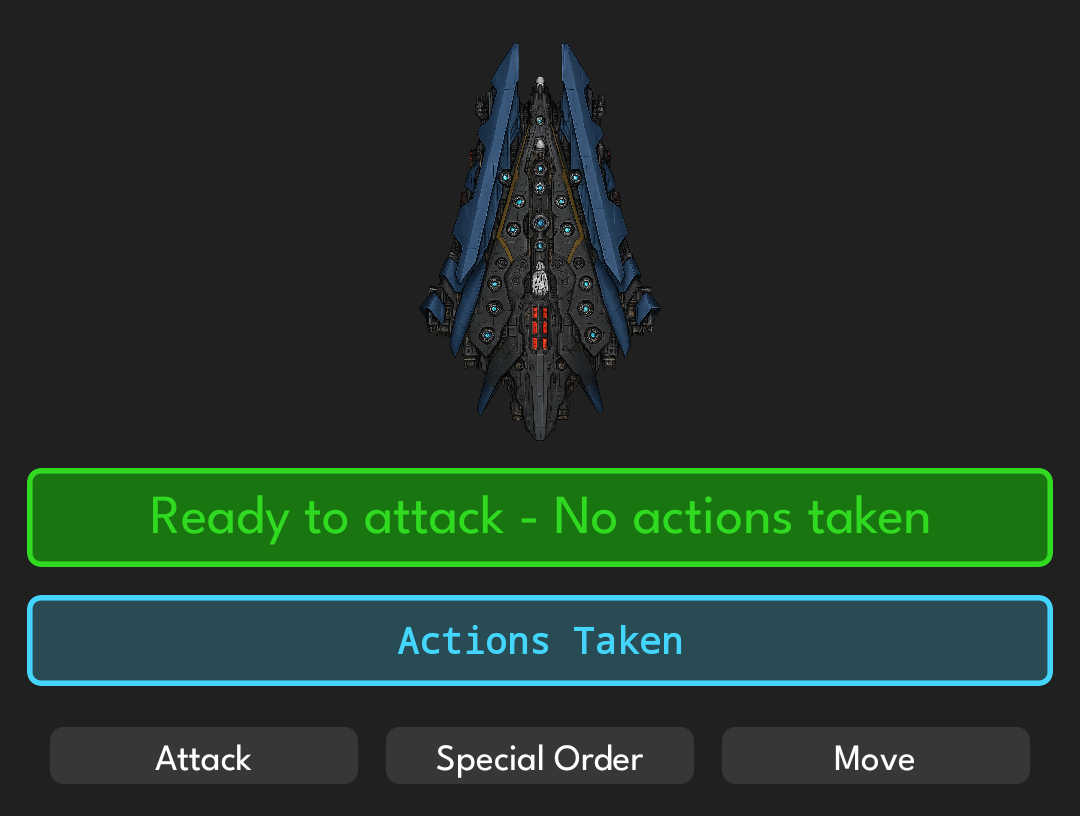 Ready to attack - No actions taken
Actions Taken
Attack
Special Order
Move